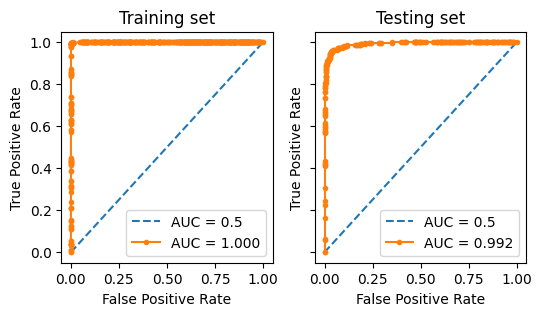 Training set
Testing set
True Positive Rate
1.0
0.8
0.6
0.4
0.2
0.0
AUC = 0.5
AUC = 1.000
0.00 0.25 0.50 0.75 1.00
False Positive Rate
True Positive Rate
AUC = 0.5
AUC = 0.992
0.00 0.25 0.50 0.75 1.00
False Positive Rate